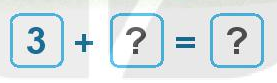 3 + ? = ?